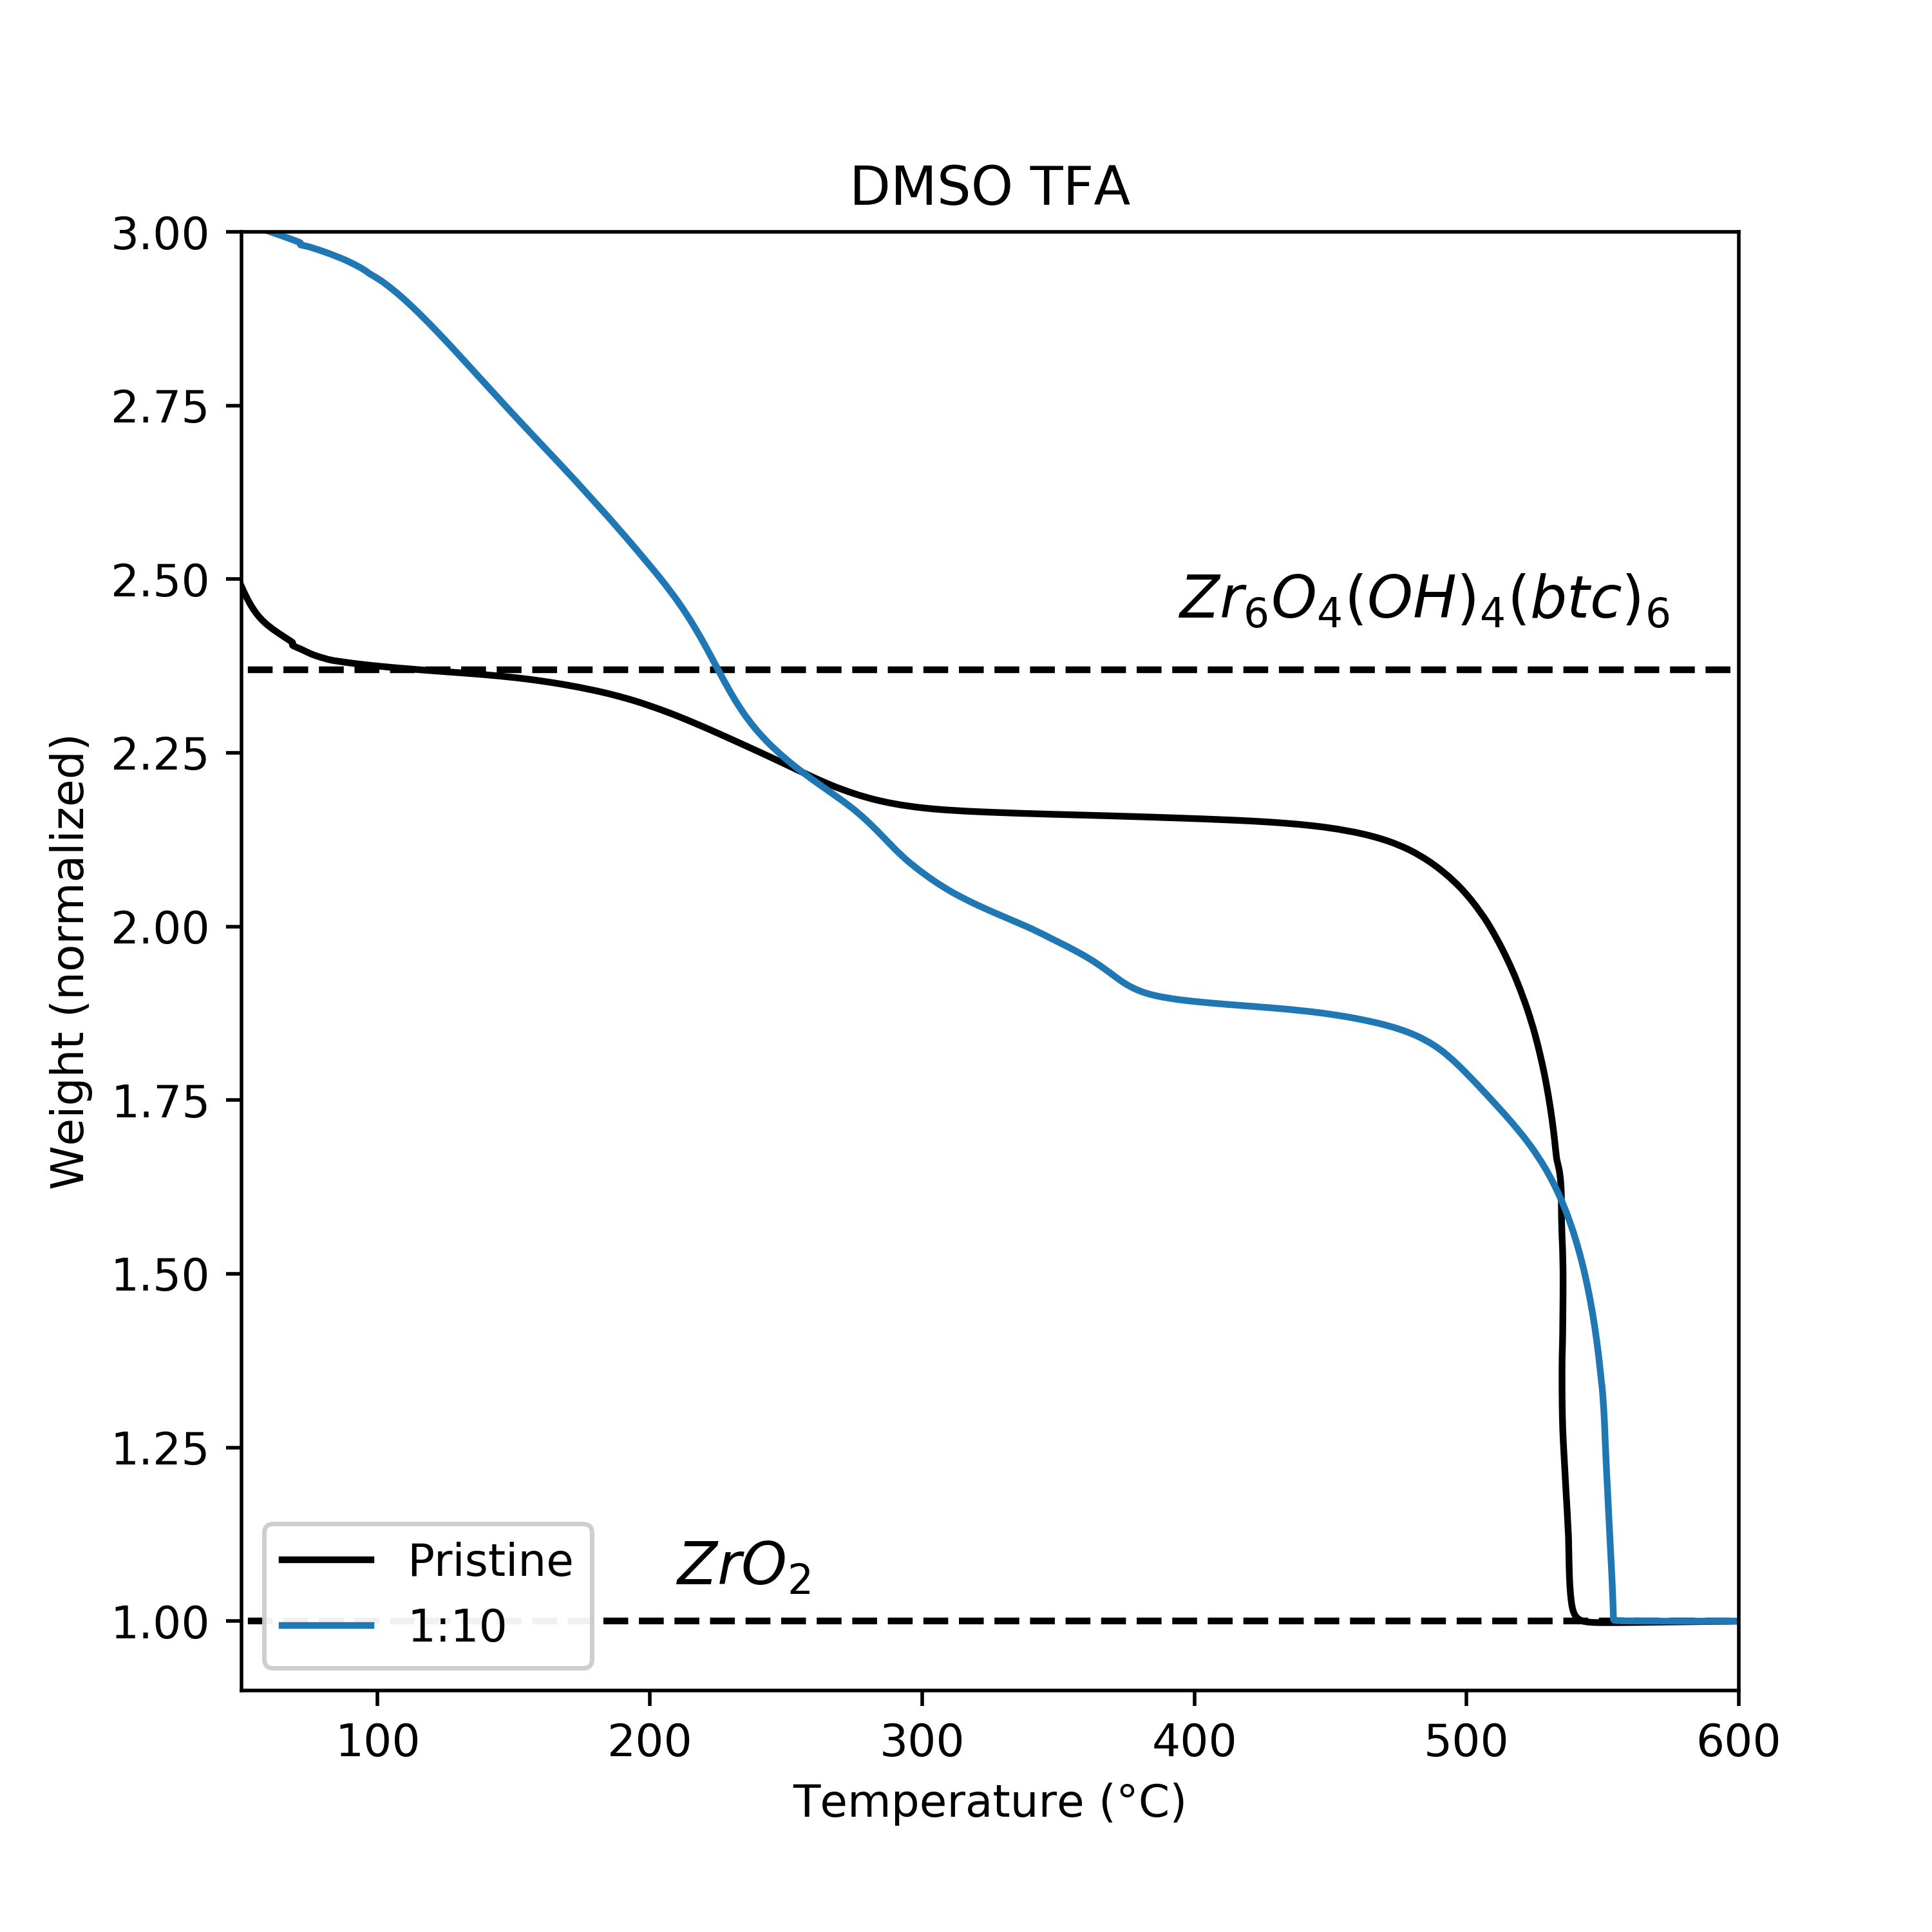 DMSO TFA
3.00
2.75
2.50
2.25
2.00
1.75
1.50
1.25
1.00
Weight (normalized)
Zr₆O₄(OH)₄(btc)₆
ZrO₂
Pristine
1:10
100 200 300 400 500 600
Temperature (°C)